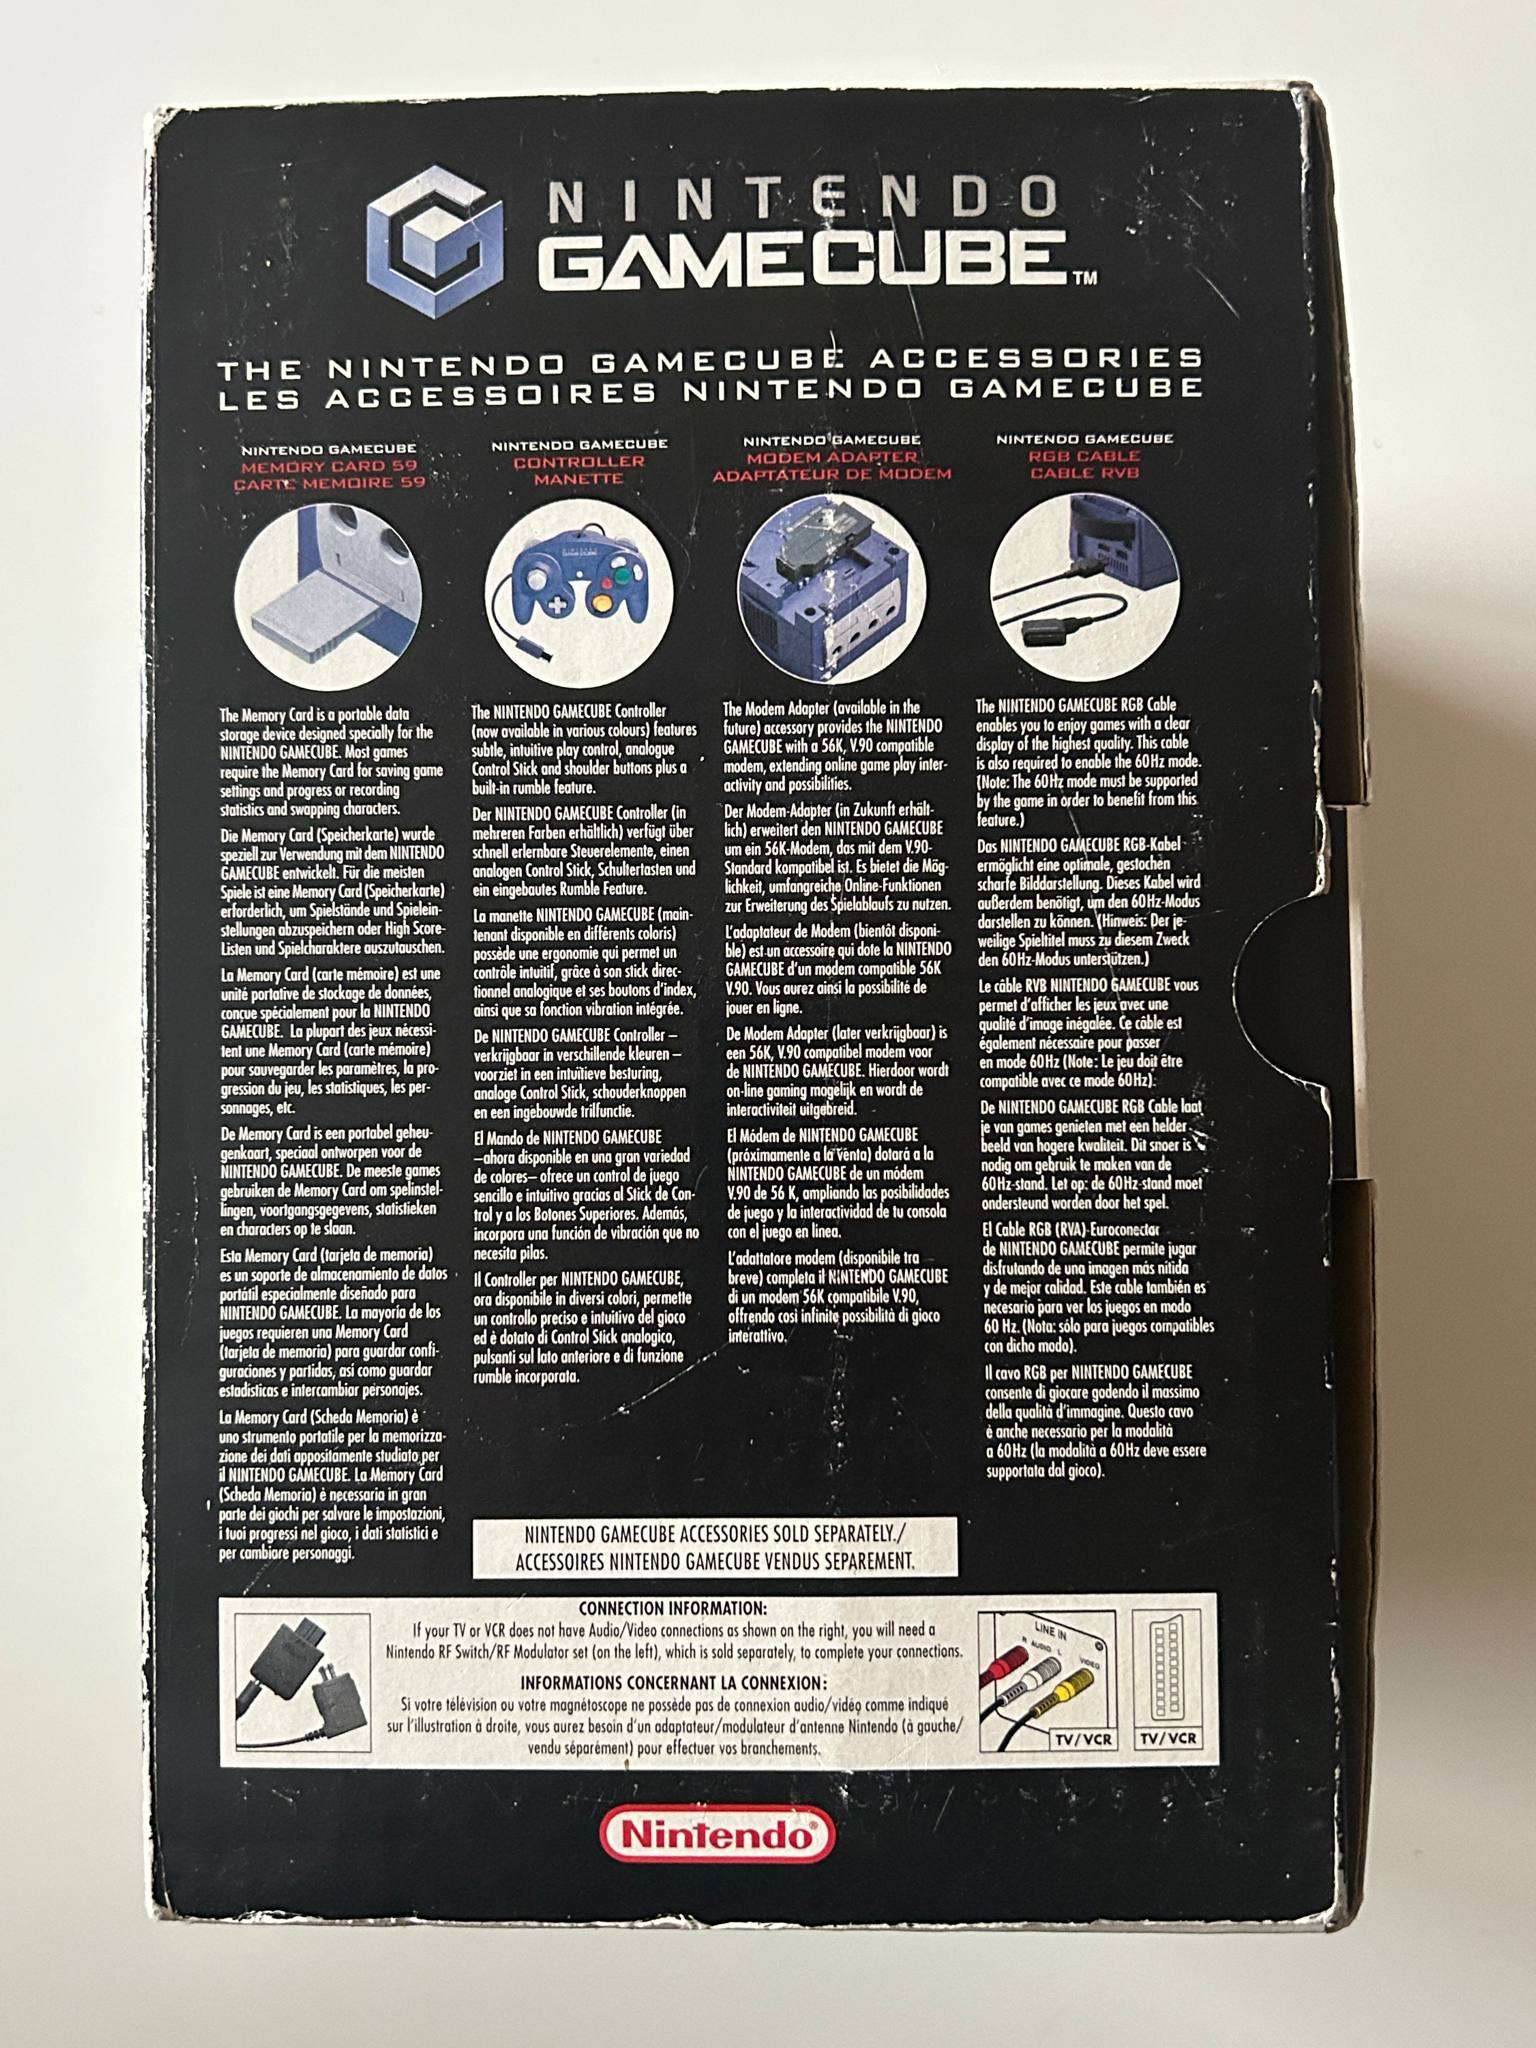 NINTENDO
GAMECUBE™
THE NINTENDO GAMECUBE ACCESSORIES
LES ACCESSOIRES NINTENDO GAMECUBE
NINTENDO GAMECUBE
MEMORY CARD 59
CARTE MEMOIRE 59
The Memory Card is a portable data
storage device designed specially for the
NINTENDO GAMECUBE. Most games
require the Memory Card for saving game
settings and progress or recording
statistics and swapping characters.
Die Memory Card (Speicherkarte) wurde
speziell zur Verwendung mit dem NINTENDO
GAMECUBE entwickelt. Für die meisten
Spiele ist eine Memory Card (Speicherkarte)
erforderlich, um Spielstände und Spielein-
stellungen abzuspeichern oder High Score-
Listen und Spielcharaktere auszutauschen.
La Memory Card (carte mémoire) est une
unité portative de stockage de données,
conçue spécialement pour la NINTENDO
GAMECUBE. La plupart des jeux nécessi-
tent une Memory Card (carte mémoire)
pour sauvegarder les paramètres, la pro-
gression du jeu, les statistiques, les per-
sonnages, etc.
De Memory Card is een portabel geheu-
genkaart, speciaal ontworpen voor de
NINTENDO GAMECUBE. De meeste games
gebruiken de Memory Card om spelinstel-
lingen, voortgangsgegevens, statistieken
en characters op te slaan.
Esta Memory Card (tarjeta de memoria)
es un soporte de almacenamiento de datos
portátil especialmente diseñado para
NINTENDO GAMECUBE. La mayoría de los
juegos requieren una Memory Card
(tarjeta de memoria) para guardar confi-
guraciones y partidas, así como guardar
estadísticas e intercambiar personajes.
La Memory Card (Scheda Memoria) è
uno strumento portatile per la memorizza-
zione dei dati appositamente studiato per
il NINTENDO GAMECUBE. La Memory Card
(Scheda Memoria) è necessaria in gran
parte dei giochi per salvare le impostazioni,
i tuoi progressi nel gioco, i dati statistici e
per cambiare personaggi.
NINTENDO GAMECUBE
CONTROLLER
MANETTE
The NINTENDO GAMECUBE Controller
(now available in various colours) features
subtle, intuitive play control, analogue
Control Stick and shoulder buttons plus a
built-in rumble feature.
Der NINTENDO GAMECUBE Controller (in
mehreren Farben erhältlich) verfügt über
schnell erlernbare Steuerelemente, einen
analogen Control Stick, Schultertasten und
ein eingebautes Rumble Feature.
La manette NINTENDO GAMECUBE (main-
tenant disponible en différents coloris)
possède une ergonomie qui permet un
contrôle intuitif, grâce à son stick direc-
tionnel analogique et ses boutons d'index,
ainsi que sa fonction vibration intégrée.
De NINTENDO GAMECUBE Controller –
verkrijgbaar in verschillende kleuren –
voorziet in een intuïtieve besturing,
analoge Control Stick, schouderknoppen
en een ingebouwde trilfunctie.
El Mando de NINTENDO GAMECUBE
–ahora disponible en una gran variedad
de colores– ofrece un control de juego
sencillo e intuitivo gracias al Stick de Con-
trol y a los Botones Superiores. Además,
incorpora una función de vibración que no
necesita pilas.
Il Controller per NINTENDO GAMECUBE,
ora disponibile in diversi colori, permette
un controllo preciso e intuitivo del gioco
ed è dotato di Control Stick analogico,
pulsanti sul lato anteriore e di funzione
rumble incorporata.
NINTENDO GAMECUBE
MODEM ADAPTER
ADAPTATEUR DE MODEM
The Modem Adapter (available in the
future) accessory provides the NINTENDO
GAMECUBE with a 56K, V.90 compatible
modem, extending online game play inter-
activity and possibilities.
Der Modem-Adapter (in Zukunft erhält-
lich) erweitert den NINTENDO GAMECUBE
um ein 56K-Modem, das mit dem V.90-
Standard kompatibel ist. Es bietet die Mög-
lichkeit, umfangreiche Online-Funktionen
zur Erweiterung des Spielablaufs zu nutzen.
L'adaptateur de Modem (bientôt disponi-
ble) est un accessoire qui dote la NINTENDO
GAMECUBE d'un modem compatible 56K
V.90. Vous aurez ainsi la possibilité de
jouer en ligne.
De Modem Adapter (later verkrijgbaar) is
een 56K, V.90 compatibel modem voor
de NINTENDO GAMECUBE. Hierdoor wordt
on-line gaming mogelijk en wordt de
interactiviteit uitgebreid.
El Módem de NINTENDO GAMECUBE
(próximamente a la venta) dotará a la
NINTENDO GAMECUBE de un módem
V.90 de 56 K, ampliando las posibilidades
de juego y la interactividad de tu consola
con el juego en línea.
L'adattatore modem (disponibile tra
breve) completa il NINTENDO GAMECUBE
di un modem 56K compatibile V.90,
offrendo così infinite possibilità di gioco
interattivo.
NINTENDO GAMECUBE
RGB CABLE
CABLE RVB
The NINTENDO GAMECUBE RGB Cable
enables you to enjoy games with a clear
display of the highest quality. This cable
is also required to enable the 60Hz mode.
(Note: The 60Hz mode must be supported
by the game in order to benefit from this
feature.)
Das NINTENDO GAMECUBE RGB-Kabel
ermöglicht eine optimale, gestochen
scharfe Bilddarstellung. Dieses Kabel wird
außerdem benötigt, um den 60Hz-Modus
darstellen zu können. (Hinweis: Der je-
weilige Spieltitel muss zu diesem Zweck
den 60Hz-Modus unterstützen.)
Le câble RVB NINTENDO GAMECUBE vous
permet d'afficher les jeux avec une
qualité d'image inégalée. Ce câble est
également nécessaire pour passer
en mode 60Hz (Note: Le jeu doit être
compatible avec ce mode 60Hz).
De NINTENDO GAMECUBE RGB Cable laat
je van games genieten met een helder
beeld van hogere kwaliteit. Dit snoer is
nodig om gebruik te maken van de
60Hz-stand. Let op: de 60Hz-stand moet
ondersteund worden door het spel.
El Cable RGB (RVA)-Euroconector
de NINTENDO GAMECUBE permite jugar
disfrutando de una imagen más nítida
y de mejor calidad. Este cable también es
necesario para ver los juegos en modo
60 Hz. (Nota: sólo para juegos compatibles
con dicho modo).
Il cavo RGB per NINTENDO GAMECUBE
consente di giocare godendo il massimo
della qualità d'immagine. Questo cavo
è anche necessario per la modalità
a 60Hz (la modalità a 60Hz deve essere
supportata dal gioco).
NINTENDO GAMECUBE ACCESSORIES SOLD SEPARATELY./
ACCESSOIRES NINTENDO GAMECUBE VENDUS SEPAREMENT.
CONNECTION INFORMATION:
If your TV or VCR does not have Audio/Video connections as shown on the right, you will need a
Nintendo RF Switch/RF Modulator set (on the left), which is sold separately, to complete your connections.
INFORMATIONS CONCERNANT LA CONNEXION:
Si votre télévision ou votre magnétoscope ne possède pas de connexion audio/vidéo comme indiqué
sur l'illustration à droite, vous aurez besoin d'un adaptateur/modulateur d'antenne Nintendo (à gauche/
vendu séparément) pour effectuer vos branchements.
LINE IN
R AUDIO L
VIDEO
TV/VCR
TV/VCR
Nintendo®